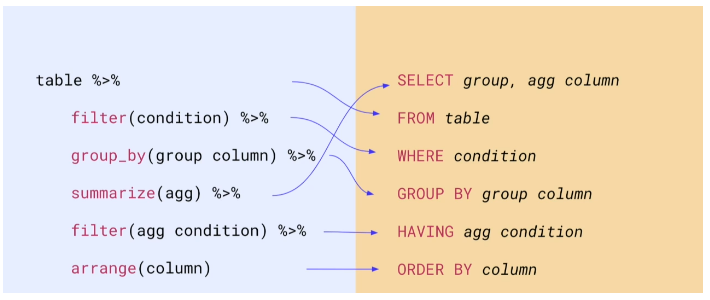 table %>%
filter(condition) %>%
group_by(group column) %>%
summarize(agg) %>%
filter(agg condition) %>%
arrange(column)
SELECT group, agg column
FROM table
WHERE condition
GROUP BY group column
HAVING agg condition
ORDER BY column